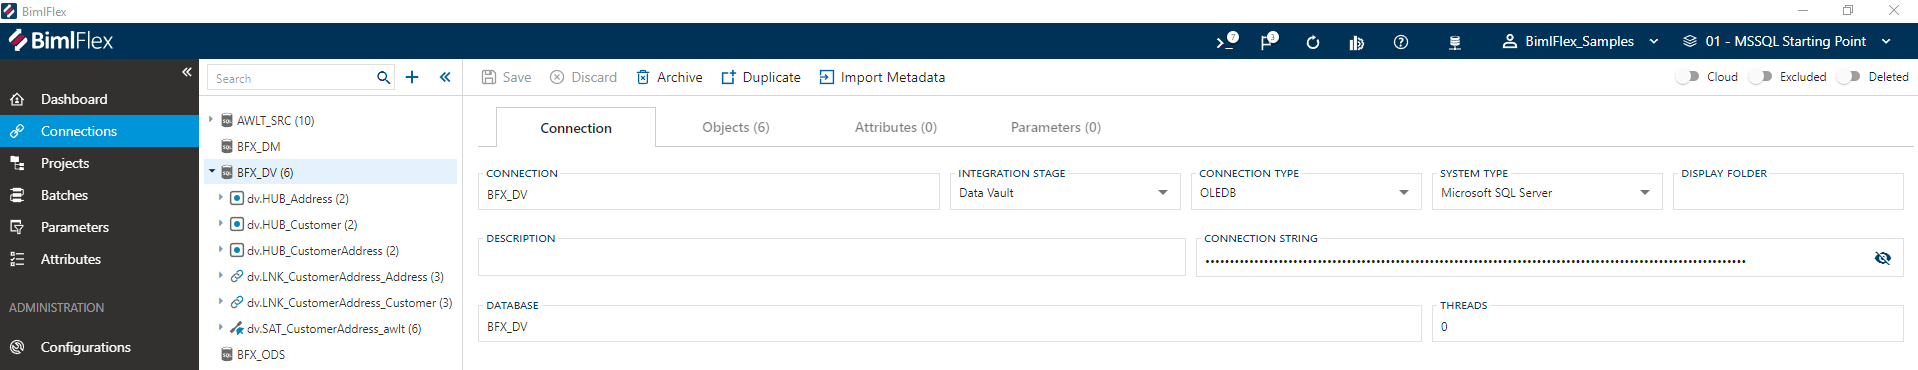 BimlFlex
BimlFlex
7
3
BimlFlex_Samples
01 - MSSQL Starting Point
Dashboard
Connections
Projects
Batches
Parameters
Attributes
ADMINISTRATION
Configurations
Search
AWLT_SRC (10)
BFX_DM
BFX_DV (6)
dv.HUB_Address (2)
dv.HUB_Customer (2)
dv.HUB_CustomerAddress (2)
dv.LNK_CustomerAddress_Address (3)
dv.LNK_CustomerAddress_Customer (3)
dv.SAT_CustomerAddress_awlt (6)
BFX_ODS
Save Discard Archive Duplicate Import Metadata
Cloud Excluded Deleted
Connection Objects (6) Attributes (0) Parameters (0)
CONNECTION
BFX_DV
INTEGRATION STAGE
Data Vault
CONNECTION TYPE
OLEDB
SYSTEM TYPE
Microsoft SQL Server
DISPLAY FOLDER
DESCRIPTION
CONNECTION STRING
DATABASE
BFX_DV
THREADS
0